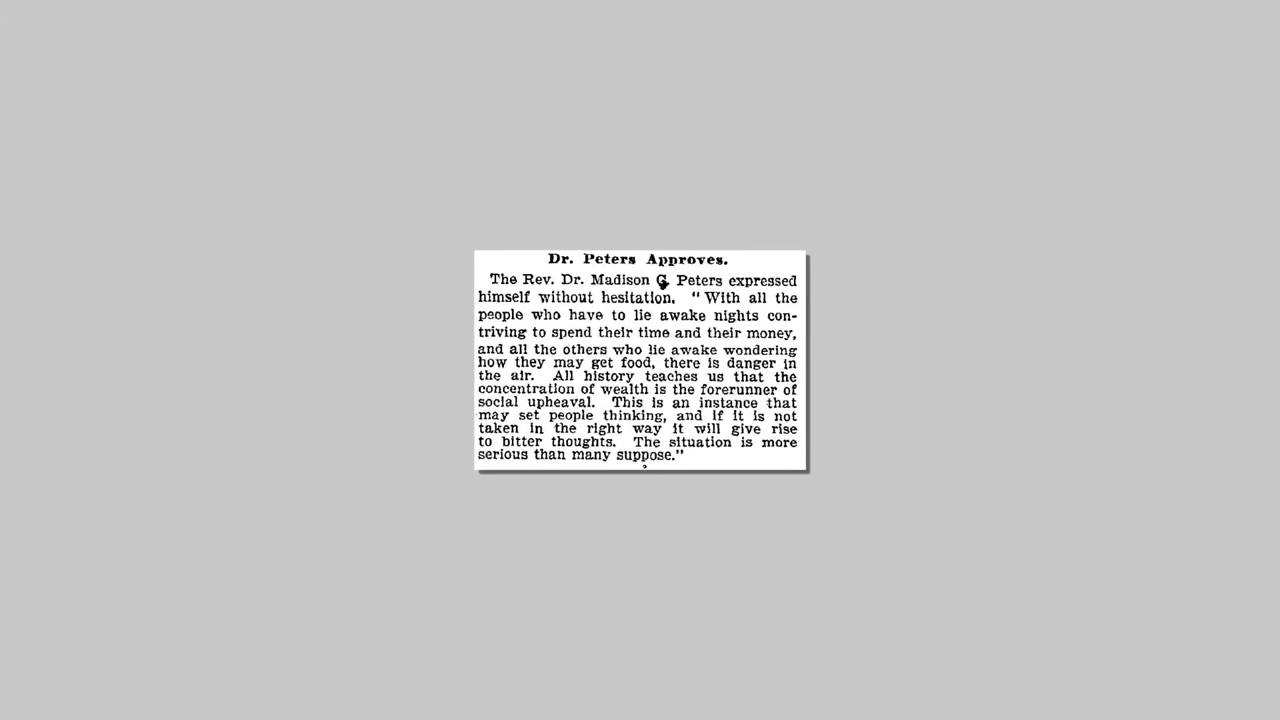 Dr. Peters Approves.
The Rev. Dr. Madison C. Peters expressed
himself without hesitation. "With all the
people who have to lie awake nights con-
triving to spend their time and their money,
and all the others who lie awake wondering
how they may get food, there is danger in
the air. All history teaches us that the
concentration of wealth is the forerunner of
social upheaval. This is an instance that
may set people thinking, and if it is not
taken in the right way it will give rise
to bitter thoughts. The situation is more
serious than many suppose."